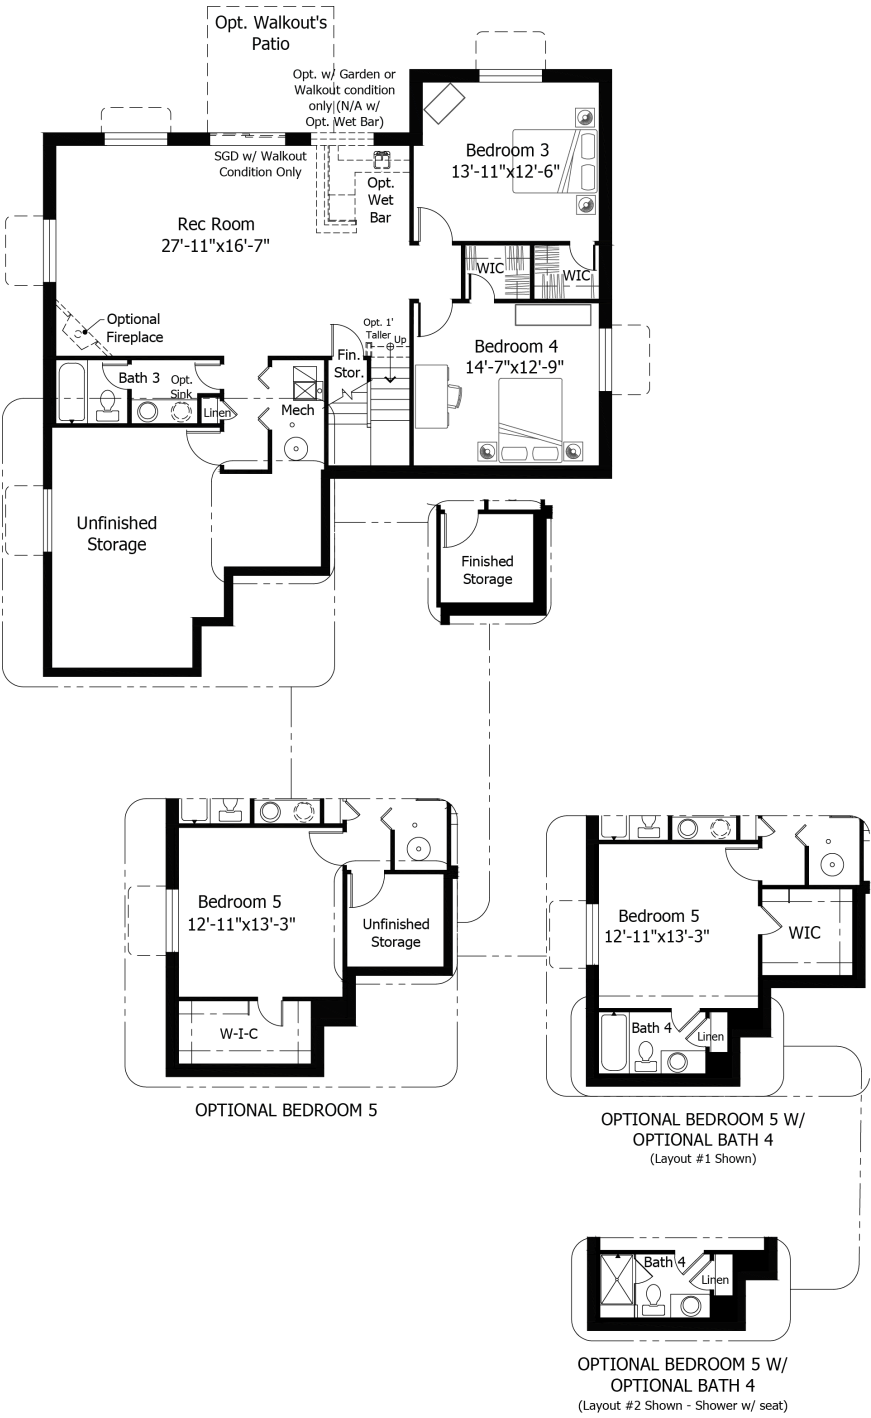 Opt. Walkout's
Patio
Opt. w/ Garden or
Walkout condition
only (N/A w/
Opt. Wet Bar)
SGD w/ Walkout
Condition Only
Bedroom 3
13'-11"x12'-6"
Opt.
Wet
Bar
Rec Room
27'-11"x16'-7"
WIC
WIC
Optional
Fireplace
Opt. 1'
Taller
Up
Bedroom 4
14'-7"x12'-9"
Fin.
Stor.
Bath 3
Opt.
Sink
Linen
Mech
Unfinished
Storage
Finished
Storage
Bedroom 5
12'-11"x13'-3"
Unfinished
Storage
W-I-C
OPTIONAL BEDROOM 5
Bedroom 5
12'-11"x13'-3"
WIC
Bath 4
Linen
OPTIONAL BEDROOM 5 W/
OPTIONAL BATH 4
(Layout #1 Shown)
Bath 4
Linen
OPTIONAL BEDROOM 5 W/
OPTIONAL BATH 4
(Layout #2 Shown - Shower w/ seat)